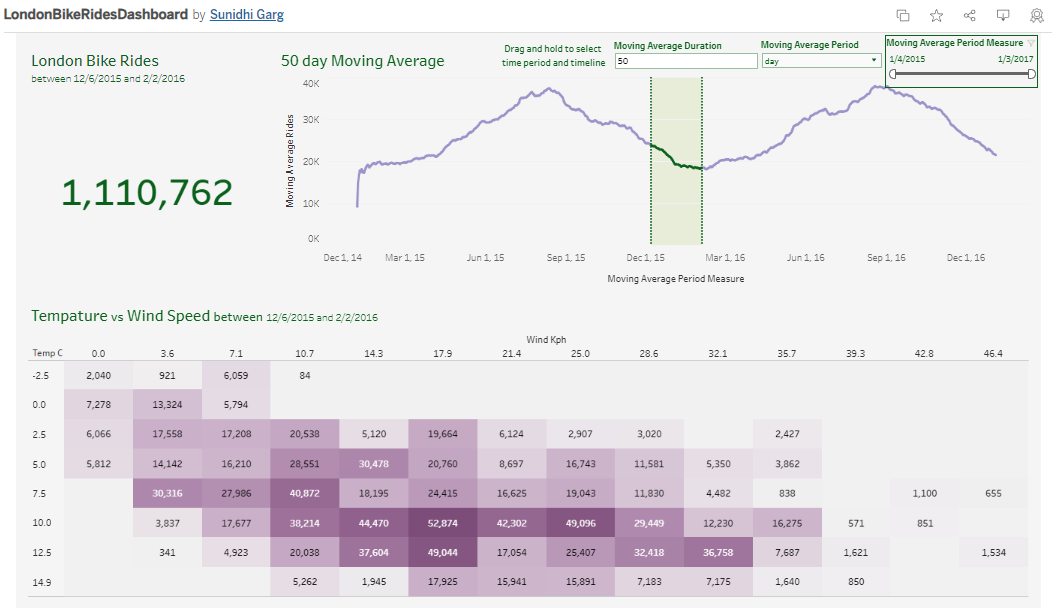 LondonBikeRidesDashboard by Sunidhi Garg
London Bike Rides
between 12/6/2015 and 2/2/2016
1,110,762
50 day Moving Average
Drag and hold to select
time period and timeline
Moving Average Duration
50
Moving Average Period
day
Moving Average Period Measure
1/4/2015 1/3/2017
Moving Average Rides
40K
30K
20K
10K
0K
Dec 1, 14 Mar 1, 15 Jun 1, 15 Sep 1, 15 Dec 1, 15 Mar 1, 16 Jun 1, 16 Sep 1, 16 Dec 1, 16
Moving Average Period Measure
Tempature vs Wind Speed between 12/6/2015 and 2/2/2016
Wind Kph
Temp C 0.0 3.6 7.1 10.7 14.3 17.9 21.4 25.0 28.6 32.1 35.7 39.3 42.8 46.4
-2.5 2,040 921 6,059 84
0.0 7,278 13,324 5,794
2.5 6,066 17,558 17,208 20,538 5,120 19,664 6,124 2,907 3,020 2,427
5.0 5,812 14,142 16,210 28,551 30,478 20,760 8,697 16,743 11,581 5,350 3,862
7.5 30,316 27,986 40,872 18,195 24,415 16,625 19,043 11,830 4,482 838 1,100 655
10.0 3,837 17,677 38,214 44,470 52,874 42,302 49,096 29,449 12,230 16,275 571 851
12.5 341 4,923 20,038 37,604 49,044 17,054 25,407 32,418 36,758 7,687 1,621 1,534
14.9 5,262 1,945 17,925 15,941 15,891 7,183 7,175 1,640 850